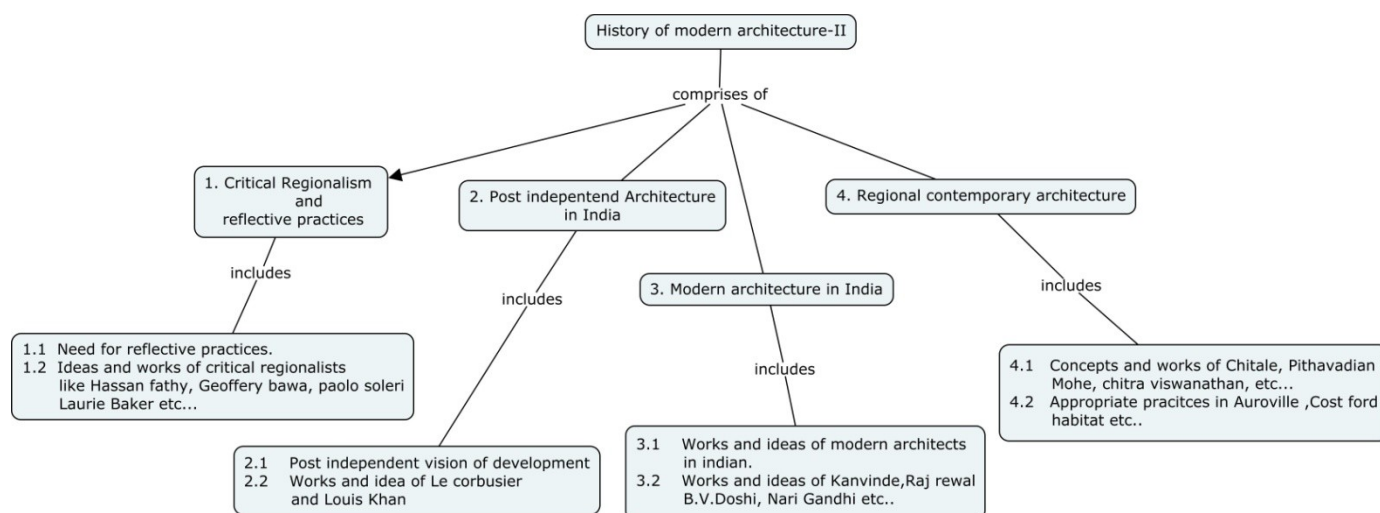 History of modern architecture-II
comprises of
1. Critical Regionalism
and
reflective practices
includes
1.1 Need for reflective practices.
1.2 Ideas and works of critical regionalists
like Hassan fathy, Geoffery bawa, paolo soleri
Laurie Baker etc...
2. Post indepentend Architecture
in India
includes
2.1 Post independent vision of development
2.2 Works and idea of Le corbusier
and Louis Khan
3. Modern architecture in India
includes
3.1 Works and ideas of modern architects
in indian.
3.2 Works and ideas of Kanvinde,Raj rewal
B.V.Doshi, Nari Gandhi etc..
4. Regional contemporary architecture
includes
4.1 Concepts and works of Chitale, Pithavadian
Mohe, chitra viswanathan, etc...
4.2 Appropriate pracitces in Auroville ,Cost ford
habitat etc..